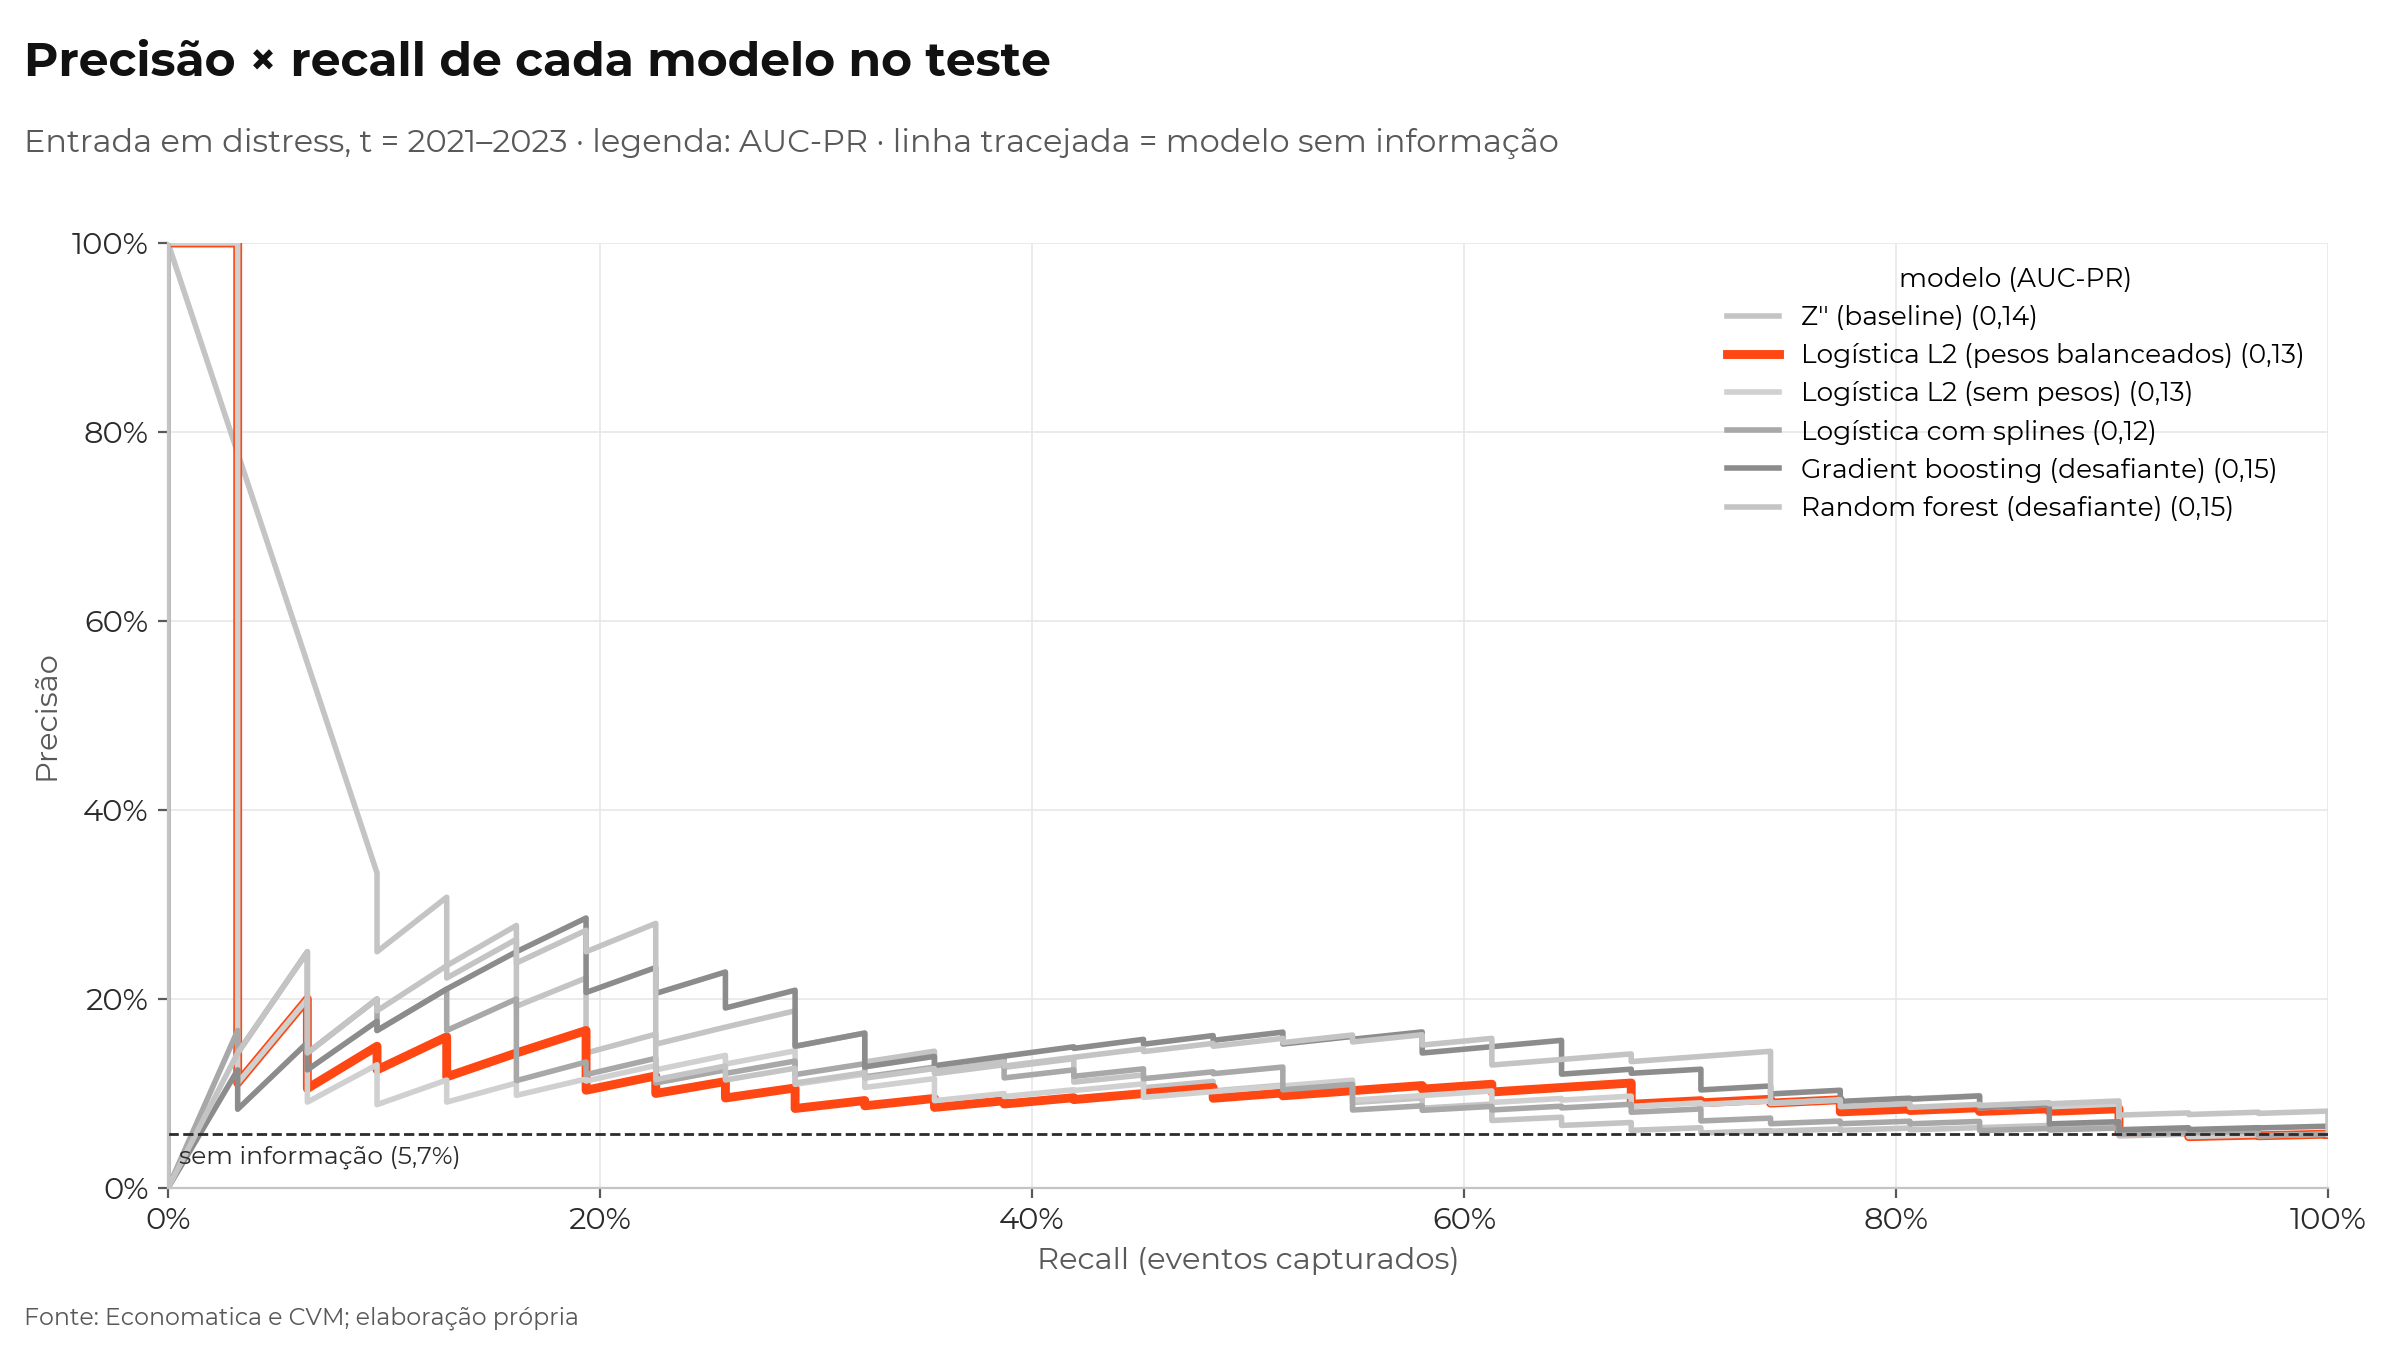 Precisão × recall de cada modelo no teste
Entrada em distress, t = 2021–2023 · legenda: AUC-PR · linha tracejada = modelo sem informação
100%
80%
60%
40%
20%
0%
Precisão
modelo (AUC-PR)
Z'' (baseline) (0,14)
Logística L2 (pesos balanceados) (0,13)
Logística L2 (sem pesos) (0,13)
Logística com splines (0,12)
Gradient boosting (desafiante) (0,15)
Random forest (desafiante) (0,15)
sem informação (5,7%)
0%
20%
40%
60%
80%
100%
Recall (eventos capturados)
Fonte: Economatica e CVM; elaboração própria